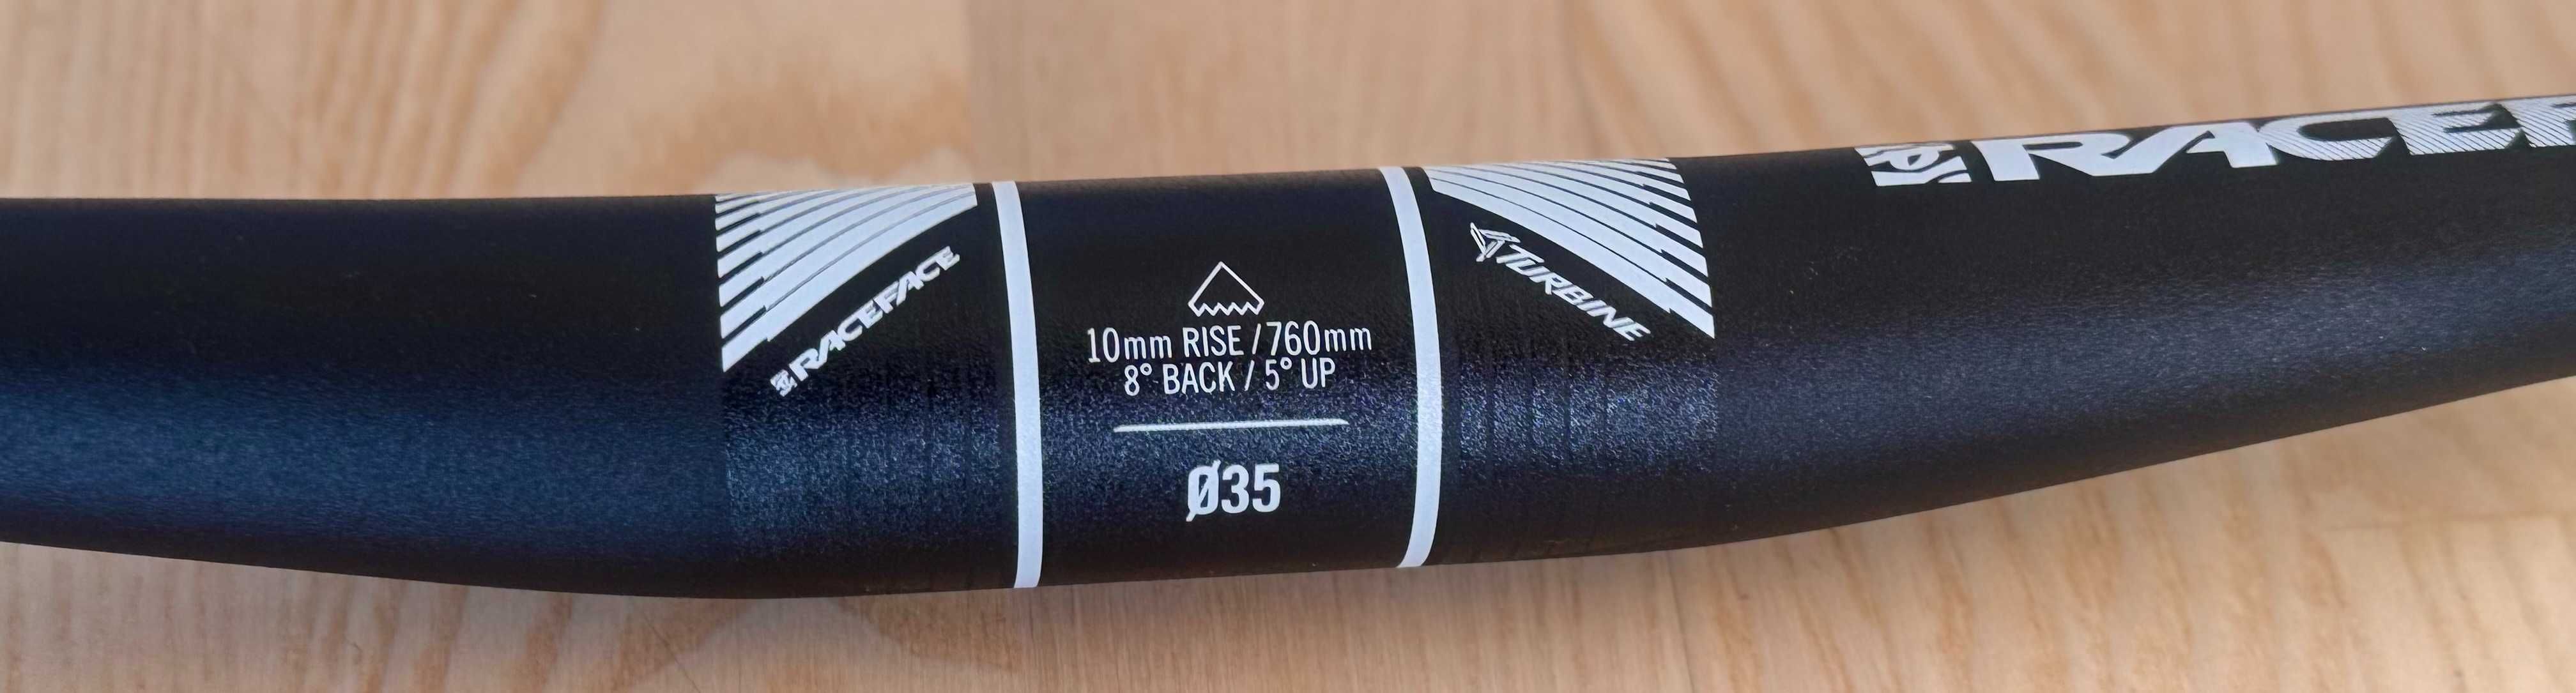 RACEFACE
10mm RISE / 760mm
8° BACK / 5° UP
Ø35
TURBINE
RACEF